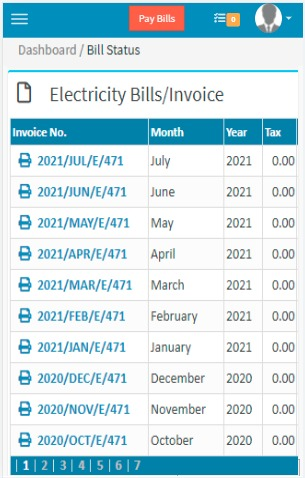 Pay Bills 0
Dashboard / Bill Status
Electricity Bills/Invoice
Invoice No. Month Year Tax
2021/JUL/E/471 July 2021 0.00
2021/JUN/E/471 June 2021 0.00
2021/MAY/E/471 May 2021 0.00
2021/APR/E/471 April 2021 0.00
2021/MAR/E/471 March 2021 0.00
2021/FEB/E/471 February 2021 0.00
2021/JAN/E/471 January 2021 0.00
2020/DEC/E/471 December 2020 0.00
2020/NOV/E/471 November 2020 0.00
2020/OCT/E/471 October 2020 0.00
| 1 | 2 | 3 | 4 | 5 | 6 | 7